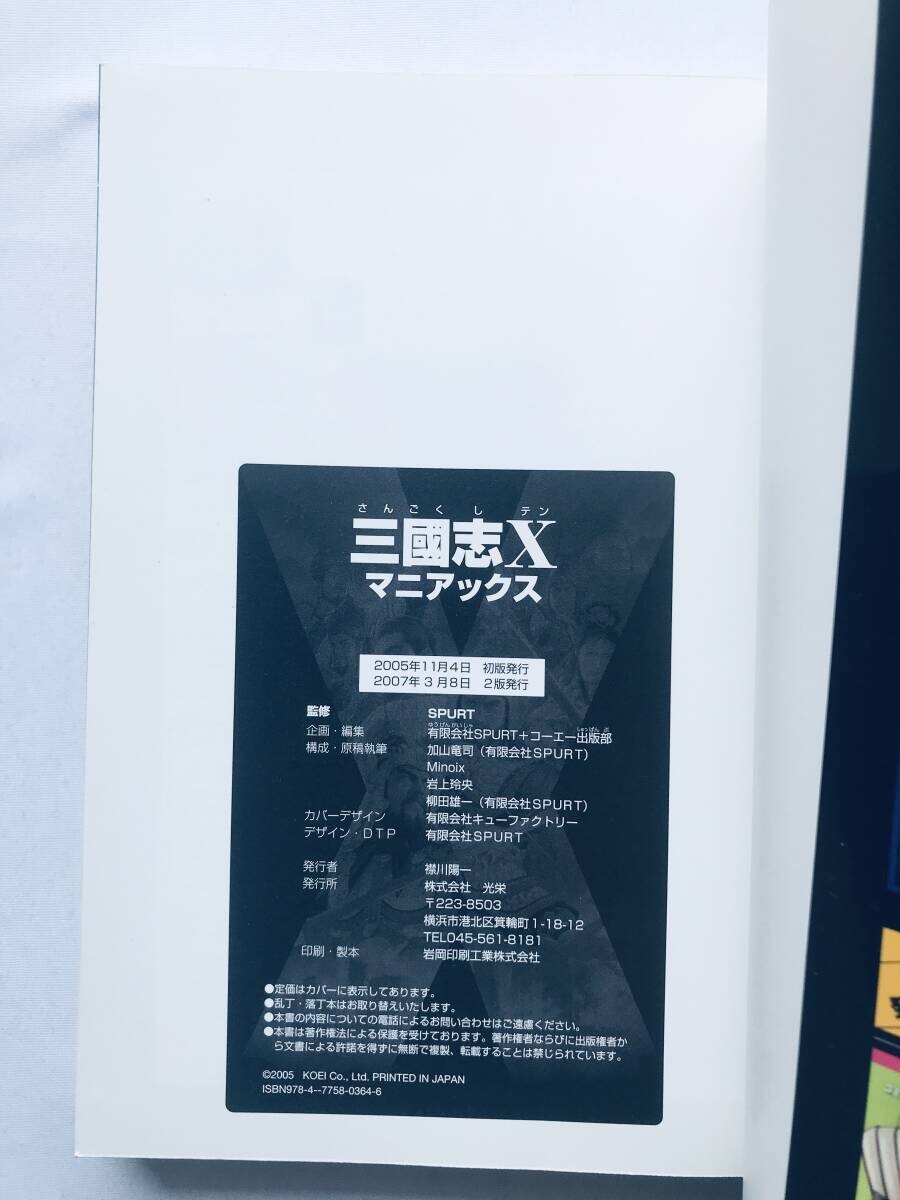 さんごくし テン
三國志X
マニアックス
2005年11月4日 初版発行
2007年3月8日 2版発行
監修 SPURT
ゆうげんがいしゃ しゅっぱんぶ
企画・編集 有限会社SPURT+コーエー出版部
構成・原稿執筆 加山竜司（有限会社SPURT）
Minoix
岩上玲央
柳田雄一（有限会社SPURT）
カバーデザイン 有限会社キューファクトリー
デザイン・DTP 有限会社SPURT
発行者 襟川陽一
発行所 株式会社 光栄
〒223-8503
横浜市港北区箕輪町1-18-12
TEL045-561-8181
印刷・製本 岩岡印刷工業株式会社
●定価はカバーに表示してあります。
●乱丁・落丁本はお取り替えいたします。
●本書の内容についての電話によるお問い合わせはご遠慮ください。
●本書は著作権法による保護を受けております。著作権者ならびに出版権者か
ら文書による許諾を得ずに無断で複製、転載することは禁じられています。
©2005 KOEI Co., Ltd. PRINTED IN JAPAN
ISBN978-4--7758-0364-6